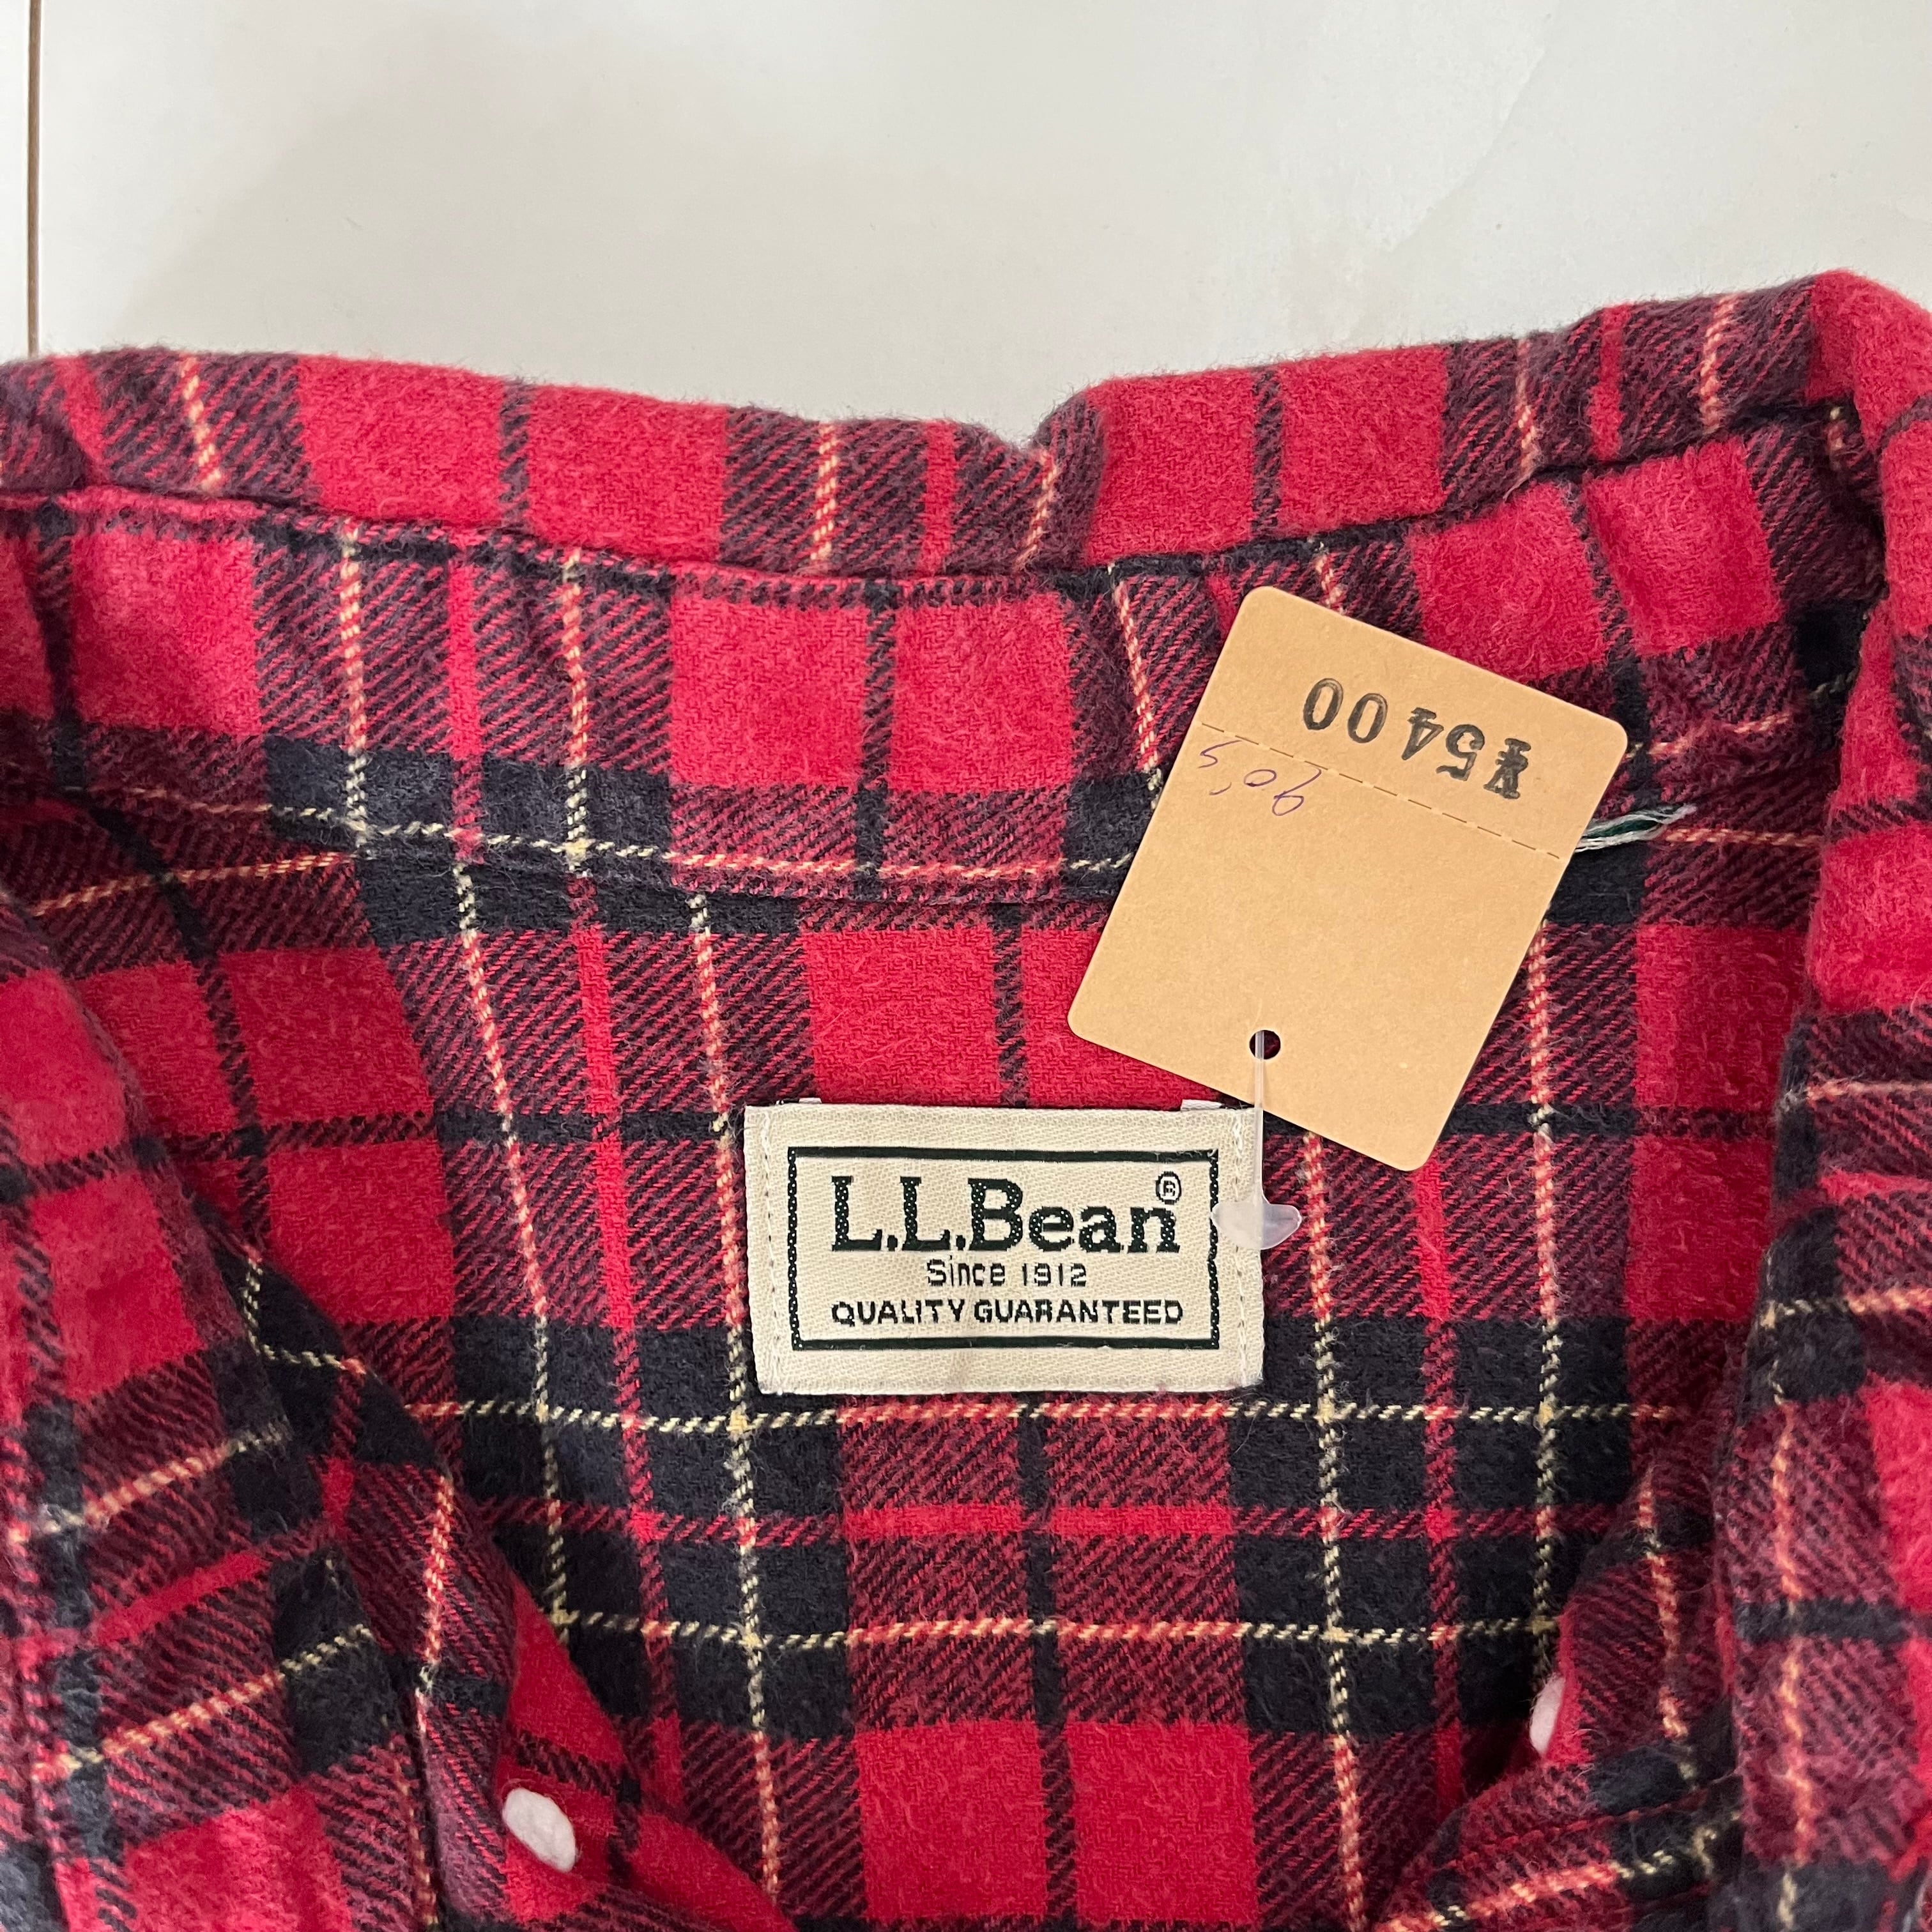 ¥5400
90's
L.L.Bean®
Since 1912
QUALITY GUARANTEED